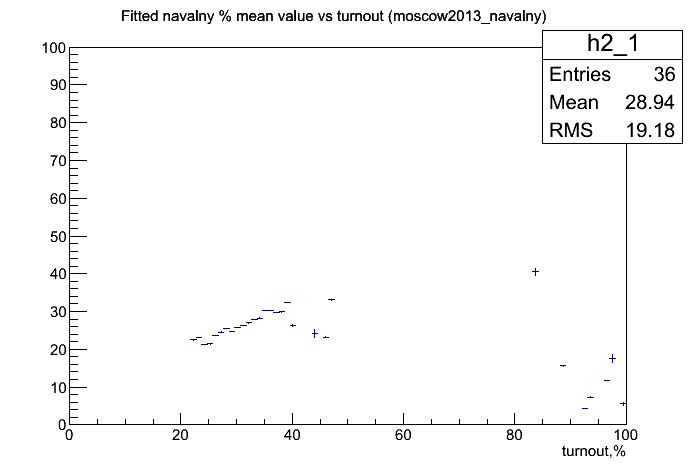 Fitted navalny % mean value vs turnout (moscow2013_navalny)
h2_1
Entries 36
Mean 28.94
RMS 19.18
100
90
80
70
60
50
40
30
20
10
0
0 20 40 60 80 100
turnout,%